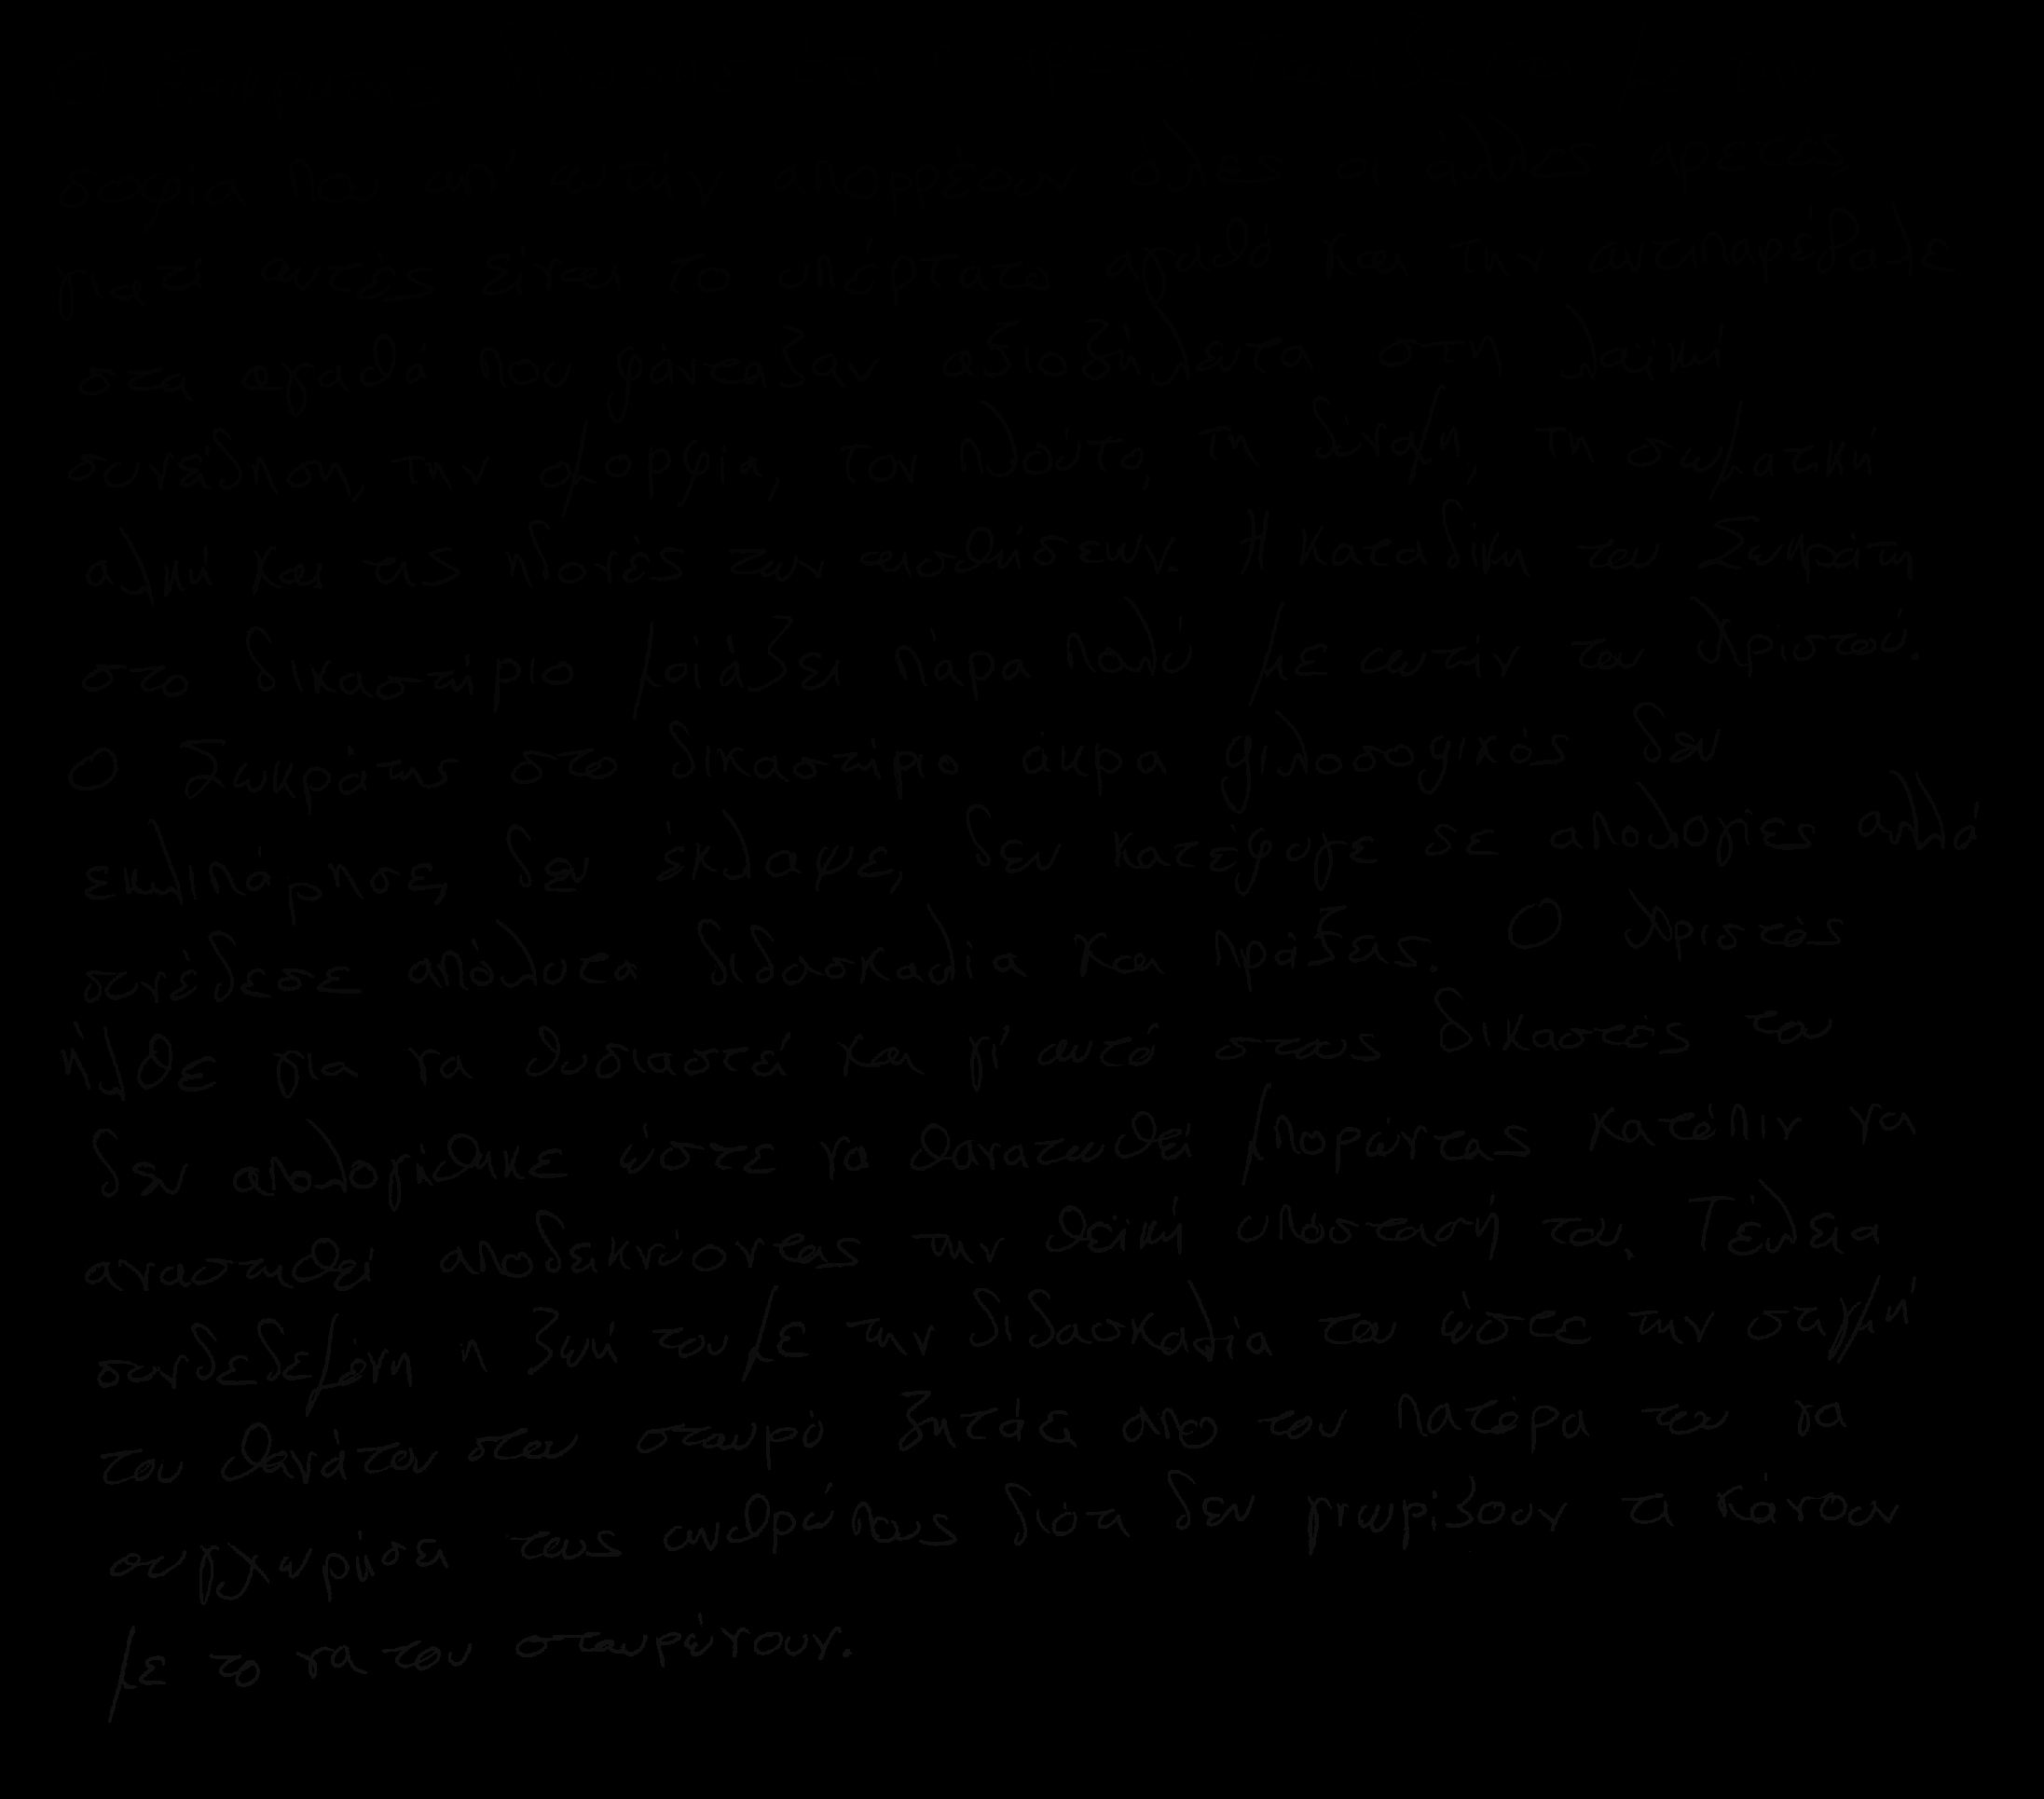 σοφία που απ' αυτήν απορρέουν όλες οι άλλες αρετές
γιατί αυτές είναι το υπέρτατο αγαθό και την αντιπαρέβαλε
στα αγαθά που φάνταζαν αξιοζήλευτα στη λαϊκή
συνείδηση, την ομορφιά, τον πλούτο, τη δύναμη, τη σωματική
αλκή και τις ηδονές των αισθήσεων. Η καταδίκη του Σωκράτη
στο δικαστήριο μοιάζει πάρα πολύ με αυτήν του Χριστού.
Ο Σωκράτης στο δικαστήριο άκρα φιλοσοφικός δεν
εκλιπάρησε, δεν έκλαψε, δεν κατέφυγε σε απολογίες αλλά
συνέδεσε απόλυτα διδασκαλία και πράξεις. Ο Χριστός
ήλθε για να θυσιαστεί και γι' αυτό στους δικαστές του
δεν απολογήθηκε ώστε να θανατωθεί μπορώντας κατόπιν να
αναστηθεί αποδεικνύοντας την θεϊκή υπόστασή του. Τέλεια
συνδεδεμένη η ζωή του με την διδασκαλία του ώστε την στιγμή
του θανάτου στου σταυρό ζητάει απο τον πατέρα του να
συγχωρήσει τους ανθρώπους διότι δεν γνωρίζουν τι κάνουν
με το να τον σταυρώνουν.